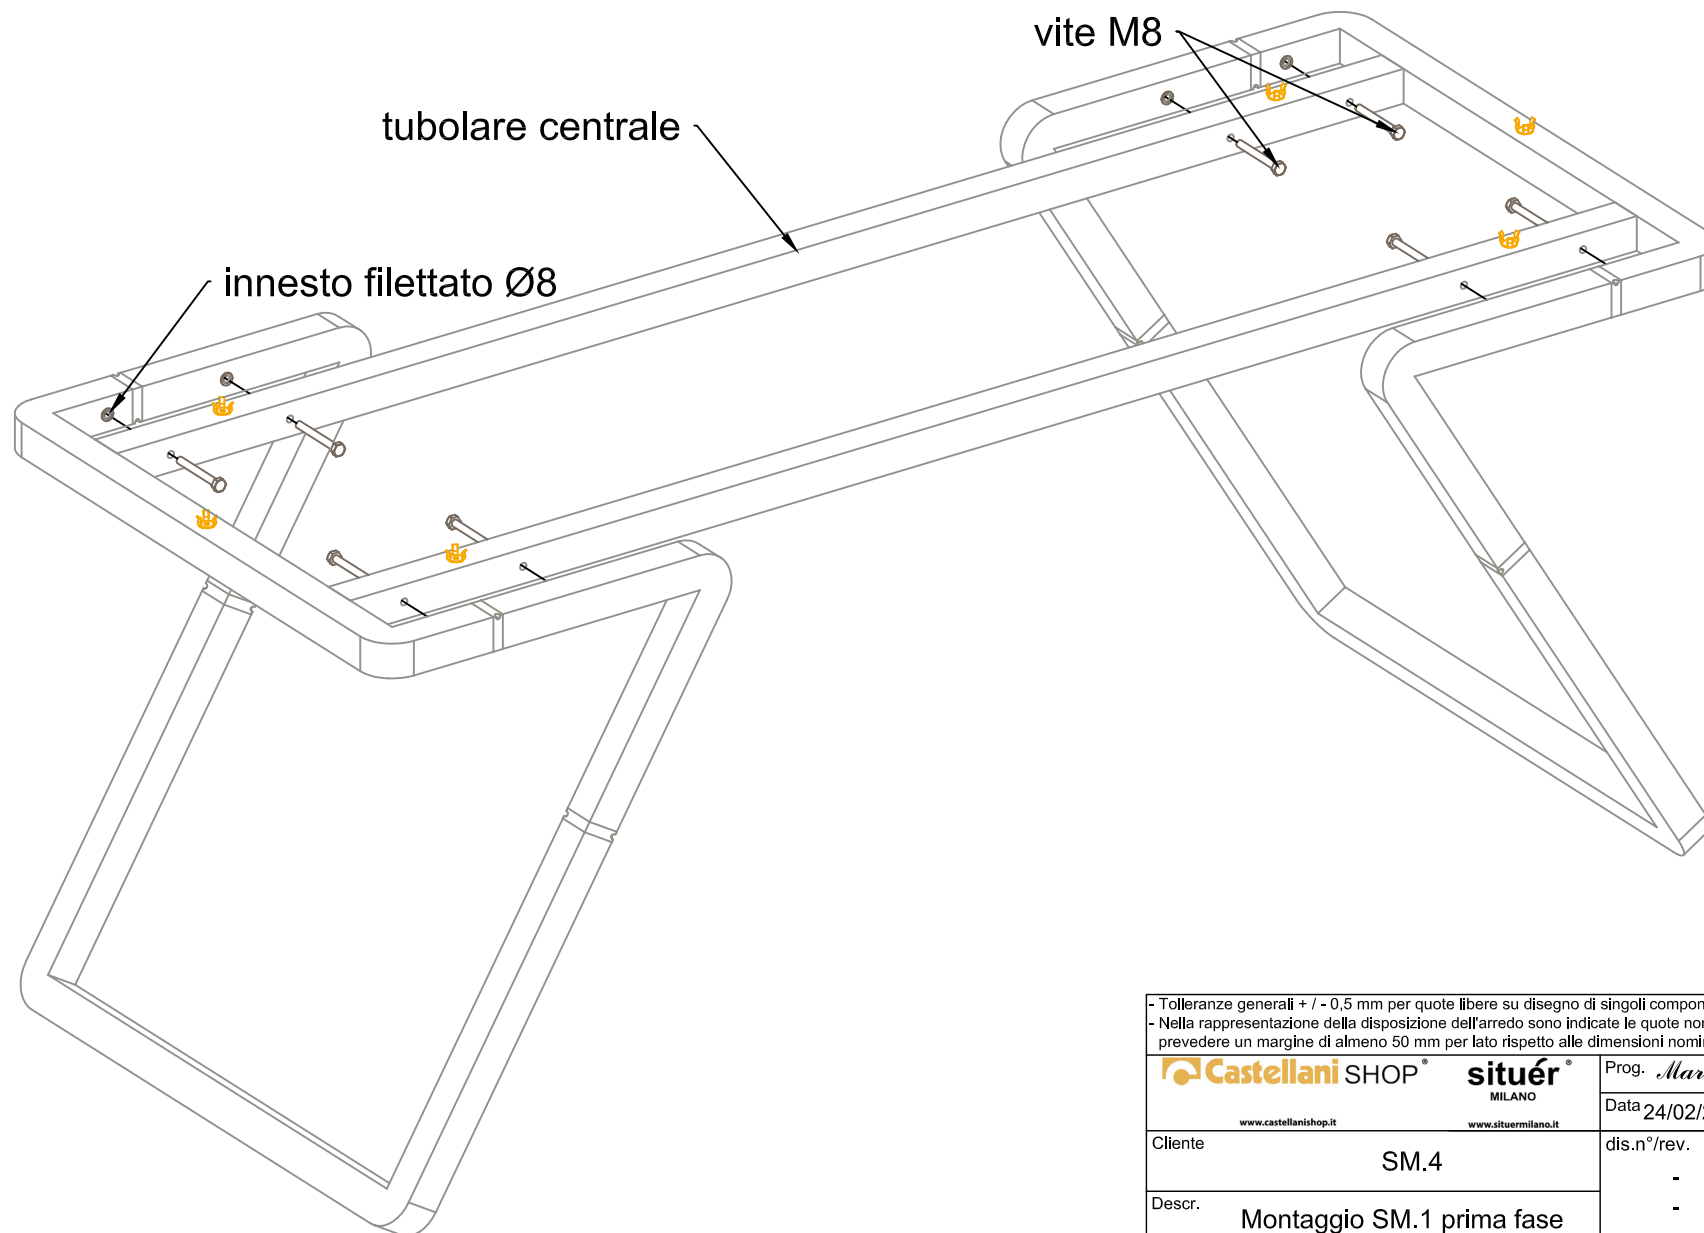 vite M8
tubolare centrale
innesto filettato Ø8
- Tolleranze generali + / - 0,5 mm per quote libere su disegno di singoli
- Nella rappresentazione della disposizione dell'arredo sono indicate le quote
prevedere un margine di almeno 50 mm per lato rispetto alle dimensioni
Castellani SHOP®
situér®
MILANO
www.castellanishop.it
www.situermilano.it
Prog.
Data 24/02/
Cliente
SM.4
dis.n°/rev.
-
-
Descr.
Montaggio SM.1 prima fase